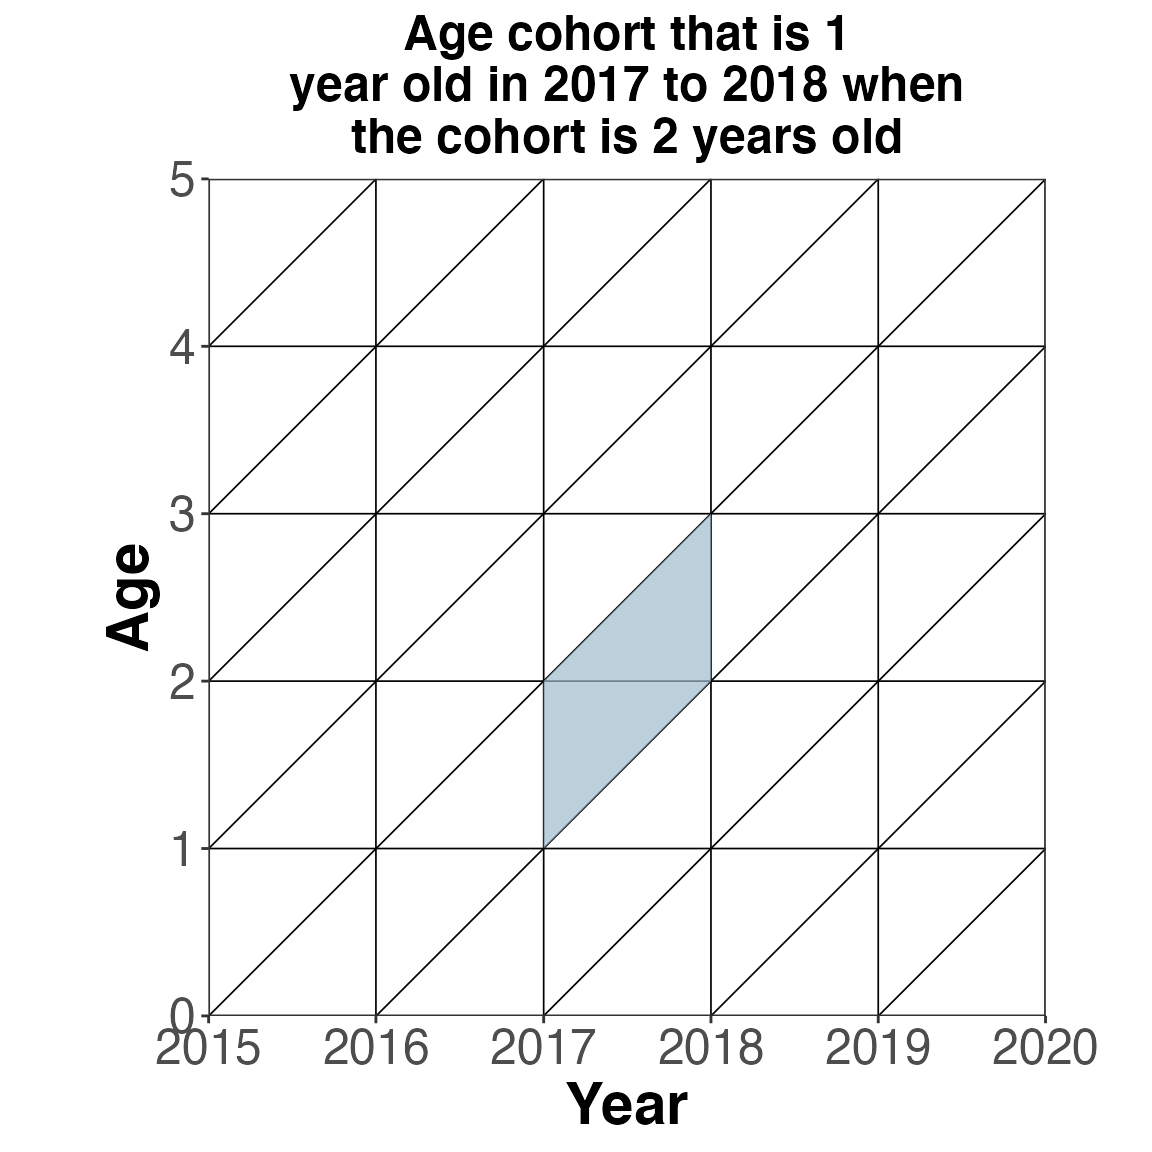 Age cohort that is 1
year old in 2017 to 2018 when
the cohort is 2 years old
5
4
3
2
1
0
Age
2015 2016 2017 2018 2019 2020
Year